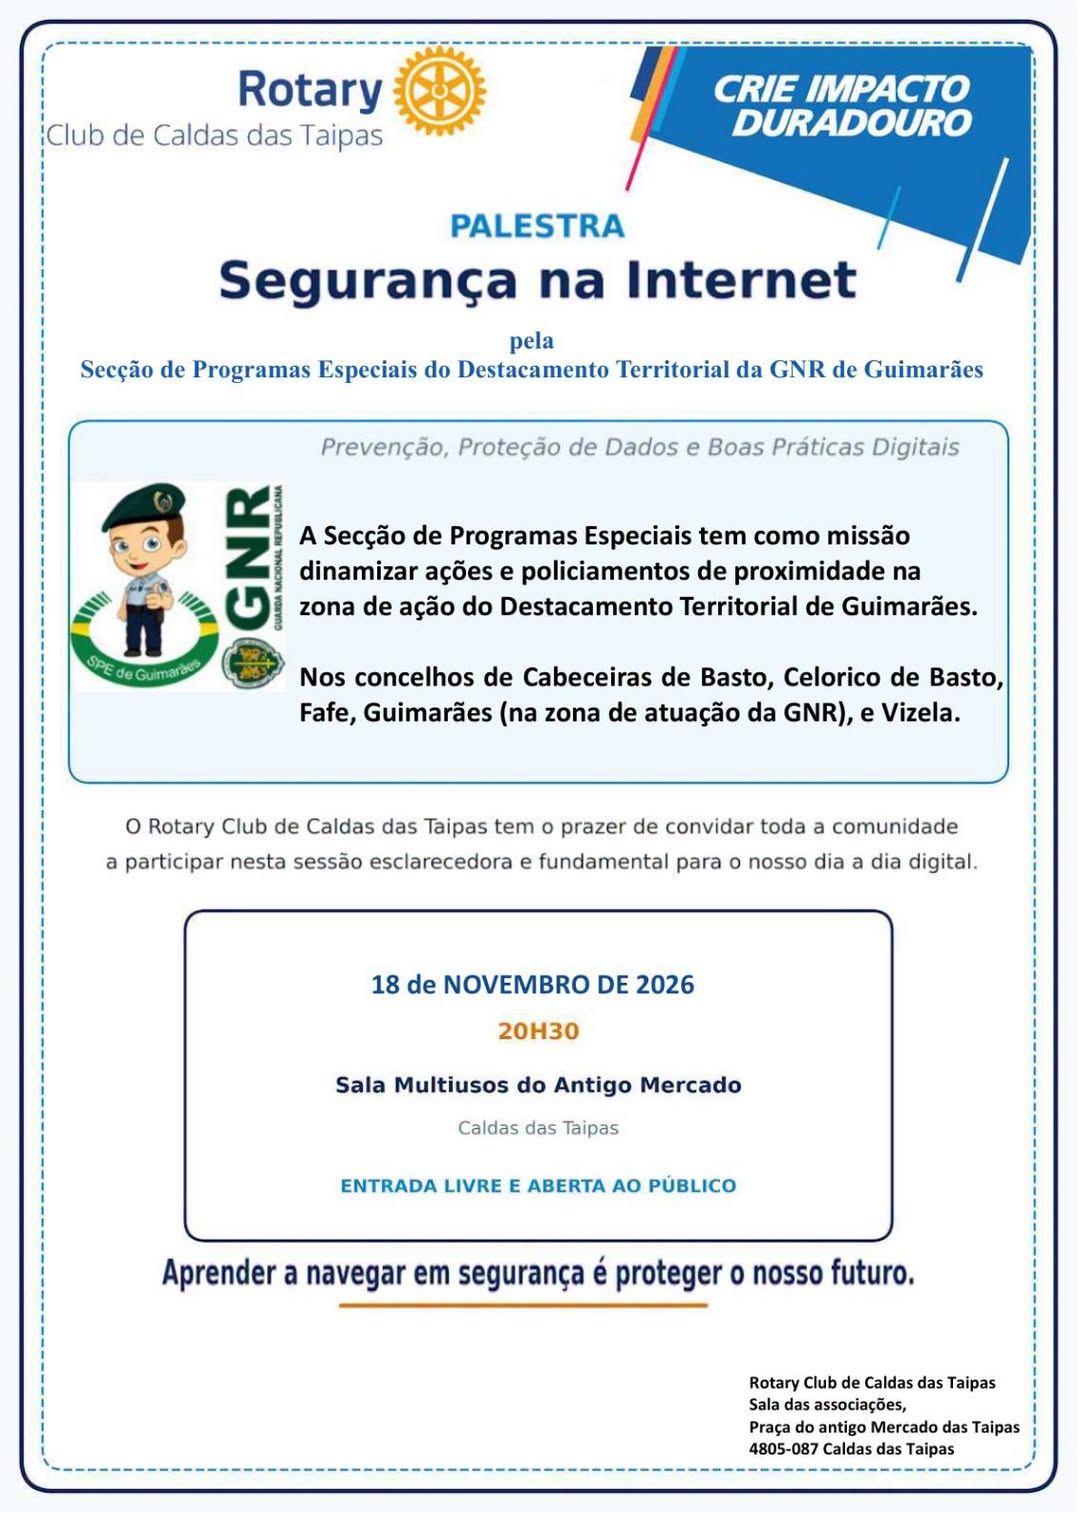 Rotary
Club de Caldas das Taipas
CRIE IMPACTO
DURADOURO
PALESTRA
Segurança na Internet
pela
Secção de Programas Especiais do Destacamento Territorial da GNR de Guimarães
Prevenção, Proteção de Dados e Boas Práticas Digitais
SPE de Guimarães
GNR
GUARDA NACIONAL REPUBLICANA
A Secção de Programas Especiais tem como missão
dinamizar ações e policiamentos de proximidade na
zona de ação do Destacamento Territorial de Guimarães.
Nos concelhos de Cabeceiras de Basto, Celorico de Basto,
Fafe, Guimarães (na zona de atuação da GNR), e Vizela.
O Rotary Club de Caldas das Taipas tem o prazer de convidar toda a comunidade
a participar nesta sessão esclarecedora e fundamental para o nosso dia a dia digital.
18 de NOVEMBRO DE 2026
20H30
Sala Multiusos do Antigo Mercado
Caldas das Taipas
ENTRADA LIVRE E ABERTA AO PÚBLICO
Aprender a navegar em segurança é proteger o nosso futuro.
Rotary Club de Caldas das Taipas
Sala das associações,
Praça do antigo Mercado das Taipas
4805-087 Caldas das Taipas